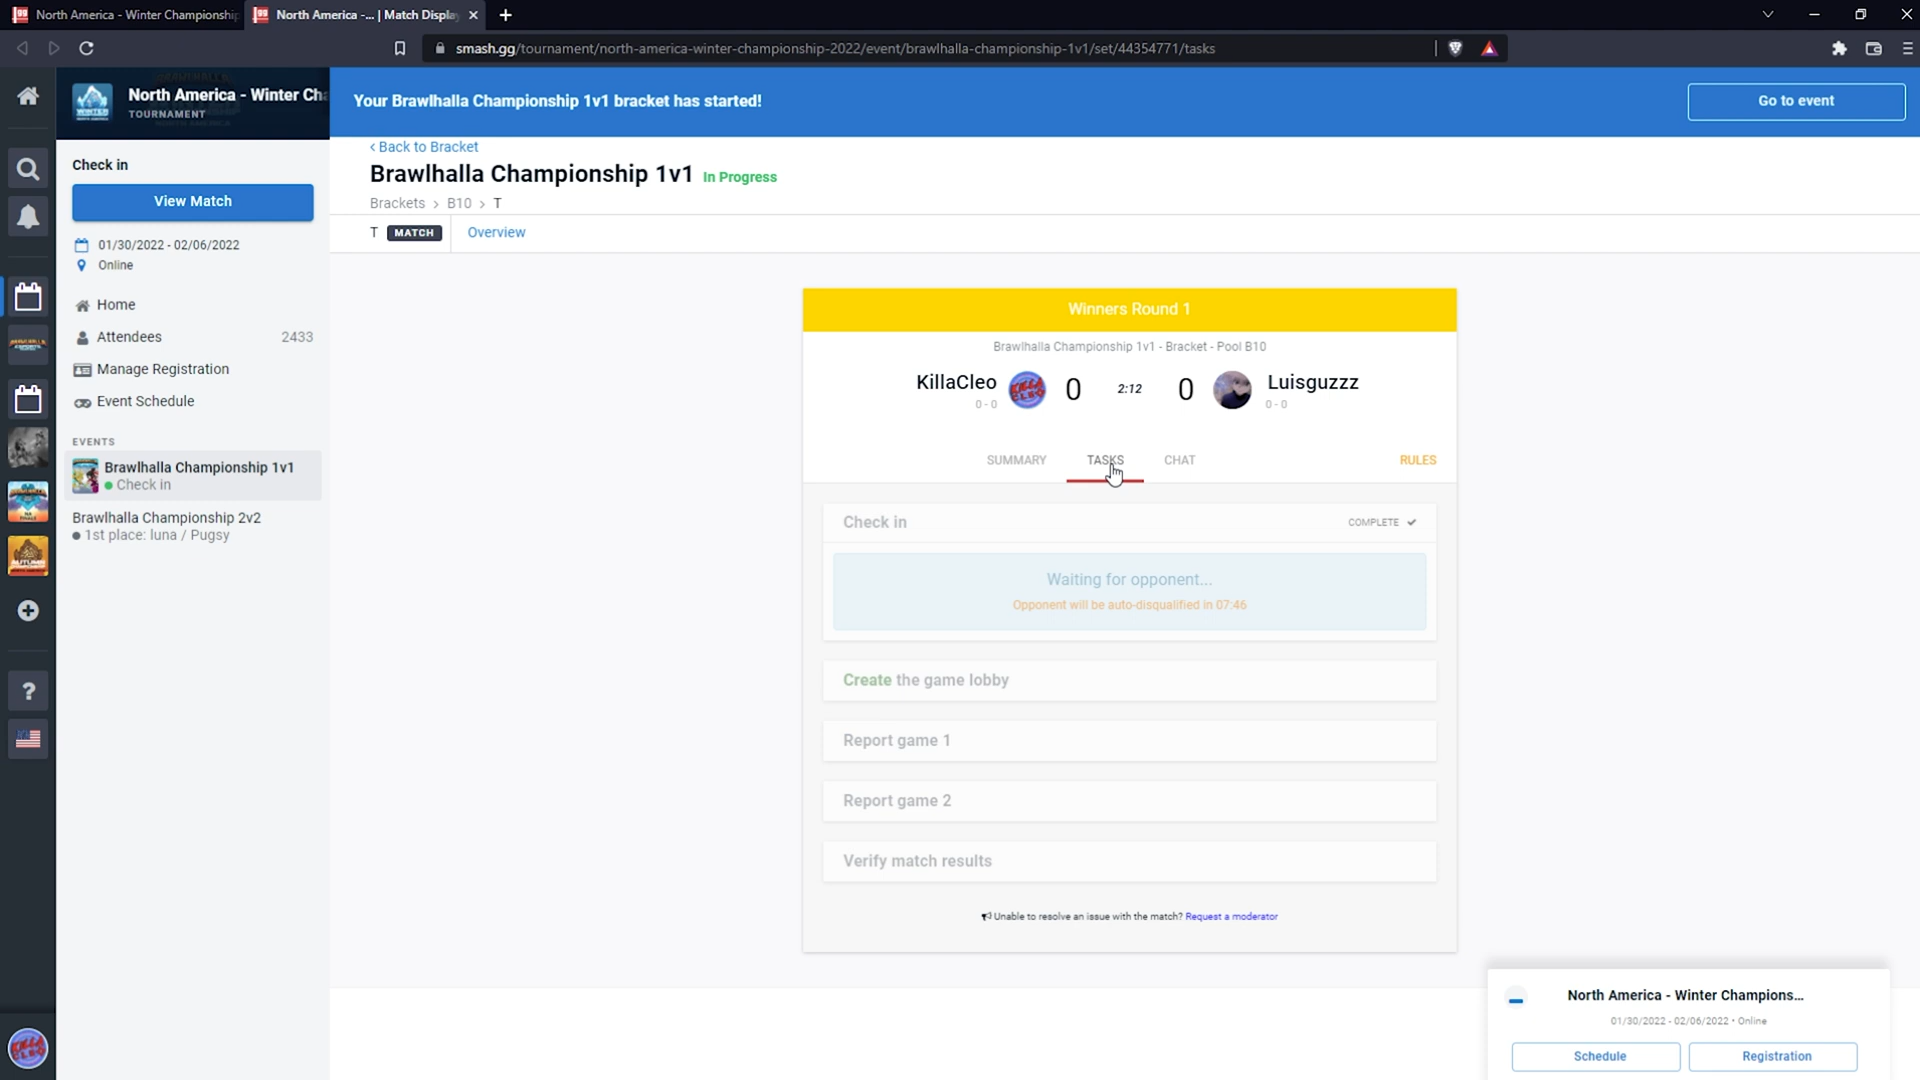 North America - Winter Championship
North America -... | Match Displa
smash.gg/tournament/north-america-winter-championship-2022/event/brawlhalla-championship-1v1/set/44354771/tasks
North America - Winter Cha
TOURNAMENT
Your Brawlhalla Championship 1v1 bracket has started!
Go to event
Check in
View Match
01/30/2022 - 02/06/2022
Online
Home
Attendees 2433
Manage Registration
Event Schedule
EVENTS
Brawlhalla Championship 1v1
Check in
Brawlhalla Championship 2v2
1st place: luna / Pugsy
‹ Back to Bracket
Brawlhalla Championship 1v1 In Progress
Brackets > B10 > T
T MATCH Overview
Winners Round 1
Brawlhalla Championship 1v1 - Bracket - Pool B10
KillaCleo 0 2:12 0 Luisguzzz
0 - 0 0 - 0
SUMMARY TASKS CHAT RULES
Check in COMPLETE ✓
Waiting for opponent...
Opponent will be auto-disqualified in 07:46
Create the game lobby
Report game 1
Report game 2
Verify match results
Unable to resolve an issue with the match? Request a moderator
North America - Winter Champions...
01/30/2022 - 02/06/2022 • Online
Schedule Registration
KILLA
CLEO